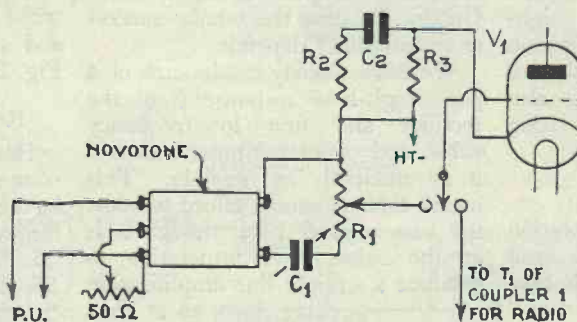 C2
V1
R2
R3
HT-
NOVOTONE
R1
C1
P.U.
50 Ω
TO T1 OF
COUPLER 1
FOR RADIO